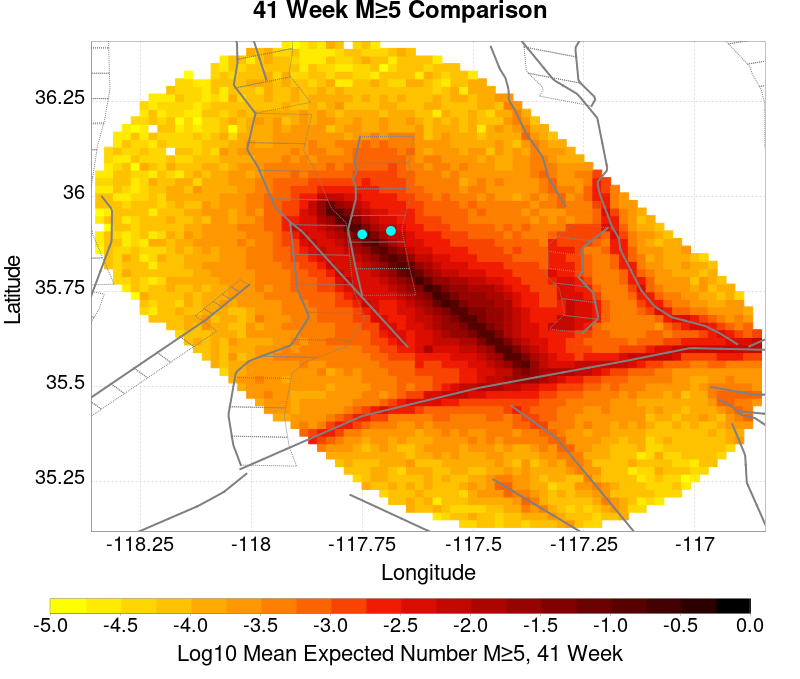 41 Week M≥5 Comparison
36.25
36
35.75
35.5
35.25
Latitude
-118.25 -118 -117.75 -117.5 -117.25 -117
Longitude
-5.0 -4.5 -4.0 -3.5 -3.0 -2.5 -2.0 -1.5 -1.0 -0.5 0.0
Log10 Mean Expected Number M≥5, 41 Week